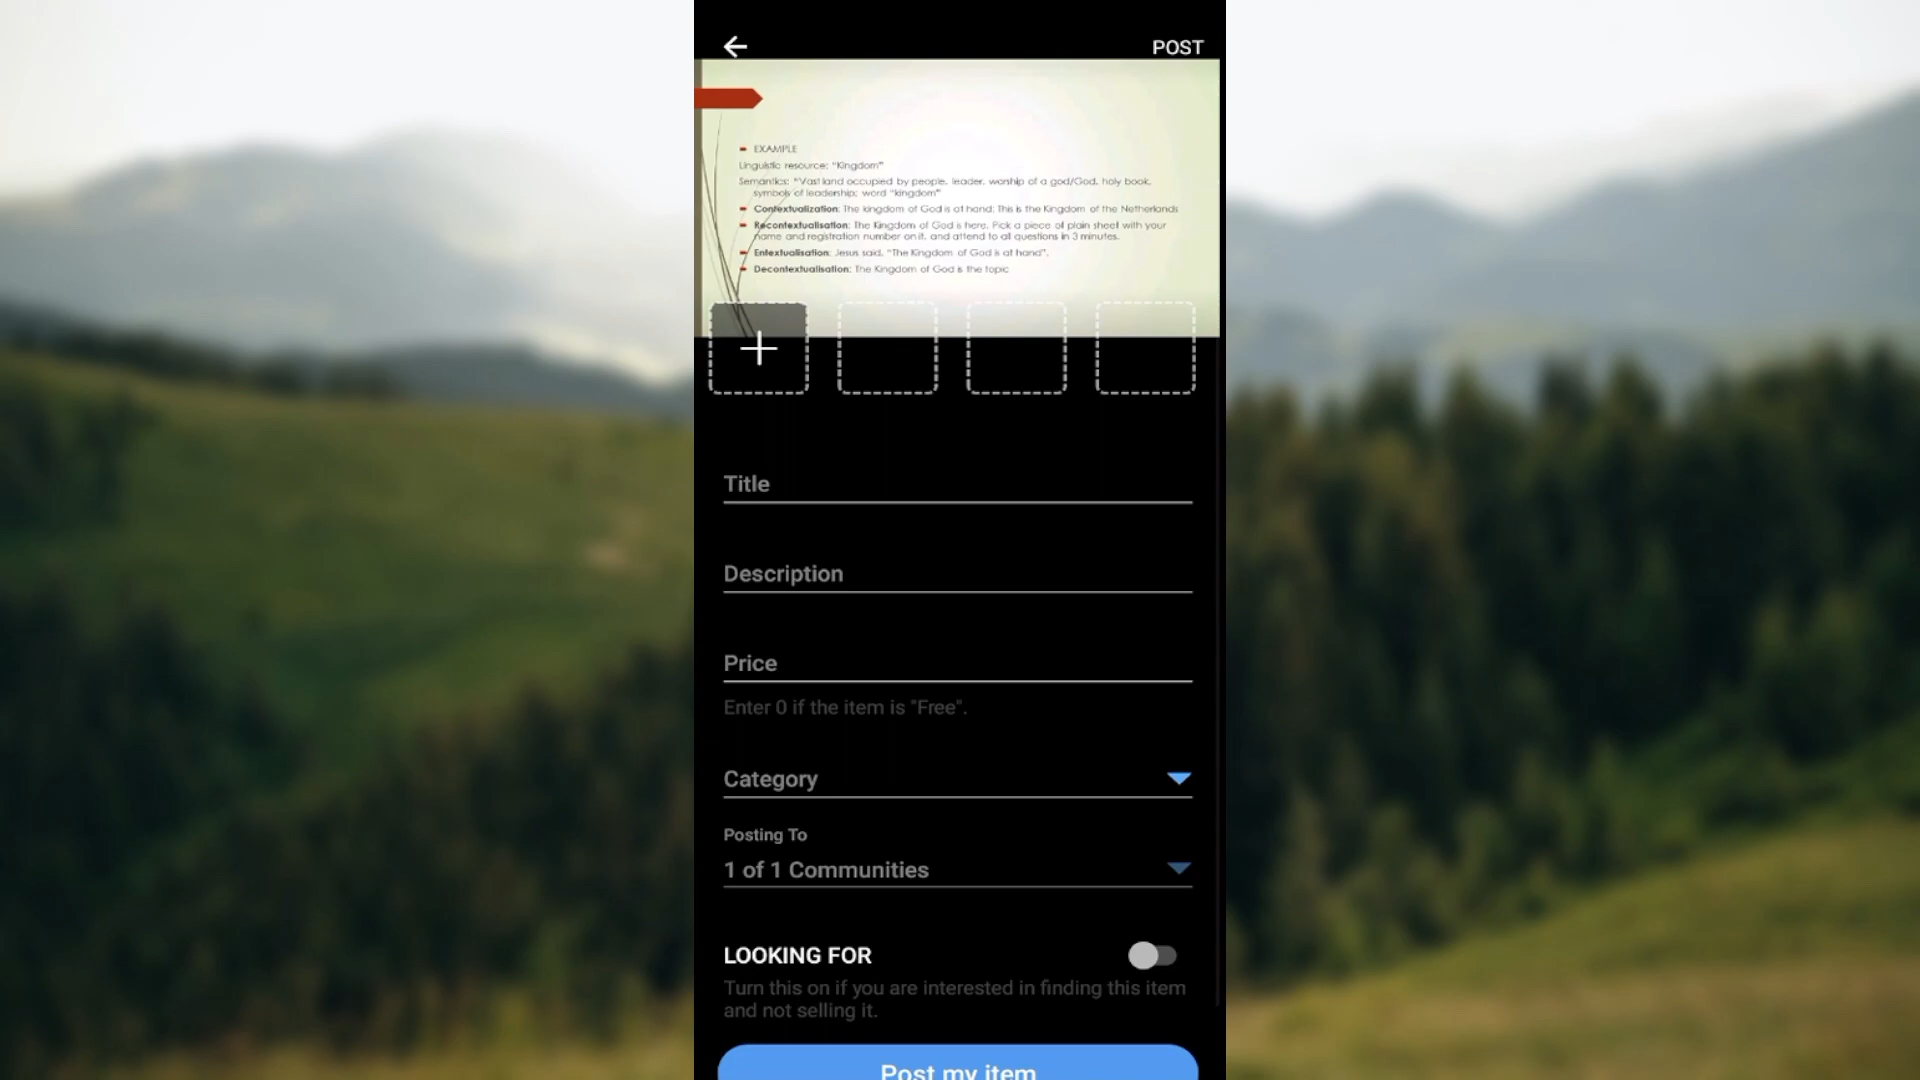 POST
EXAMPLE
Linguistic resource: "Kingdom"
Semantics: "Vast land occupied by people, leader, worship of a god/God, holy book,
symbols of leadership; word "kingdom"
Contextualization: The kingdom of God is at hand; This is the Kingdom of the Netherlands
Recontextualisation: The Kingdom of God is here. Pick a piece of plain sheet with your
name and registration number on it, and attend to all questions in 3 minutes.
Entextualisation: Jesus said, "The Kingdom of God is at hand".
Decontextualisation: The Kingdom of God is the topic
Title
Description
Price
Enter 0 if the item is "Free".
Category
Posting To
1 of 1 Communities
LOOKING FOR
Turn this on if you are interested in finding this item
and not selling it.
Post my item